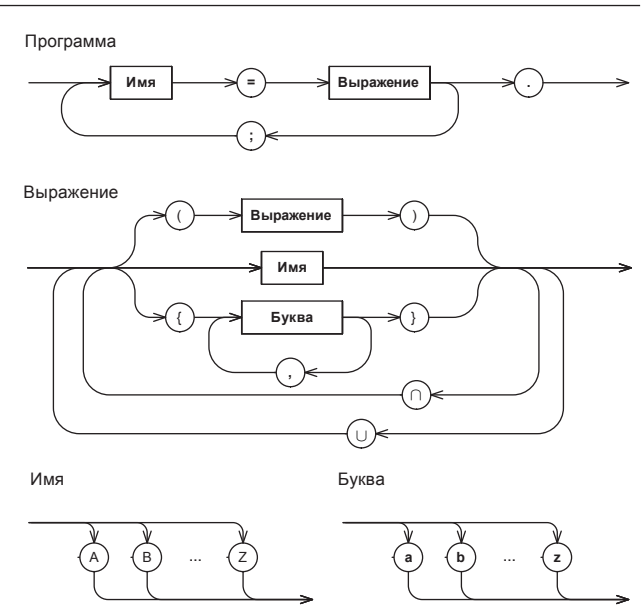 Программа
Имя = Выражение .
;
Выражение
( Выражение )
Имя
{ Буква }
,
∩
∪
Имя Буква
A B ... Z a b ... z